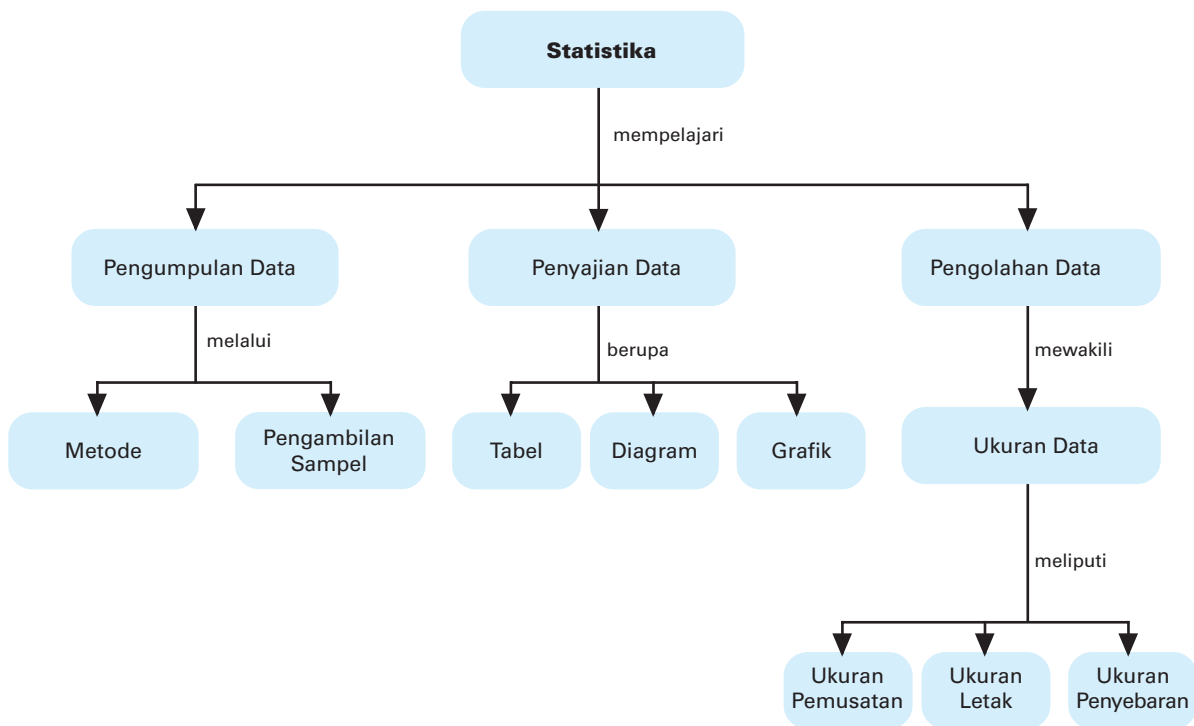 Statistika
mempelajari
Pengumpulan Data
Penyajian Data
Pengolahan Data
melalui
berupa
mewakili
Metode
Pengambilan
Sampel
Tabel
Diagram
Grafik
Ukuran Data
meliputi
Ukuran
Pemusatan
Ukuran
Letak
Ukuran
Penyebaran